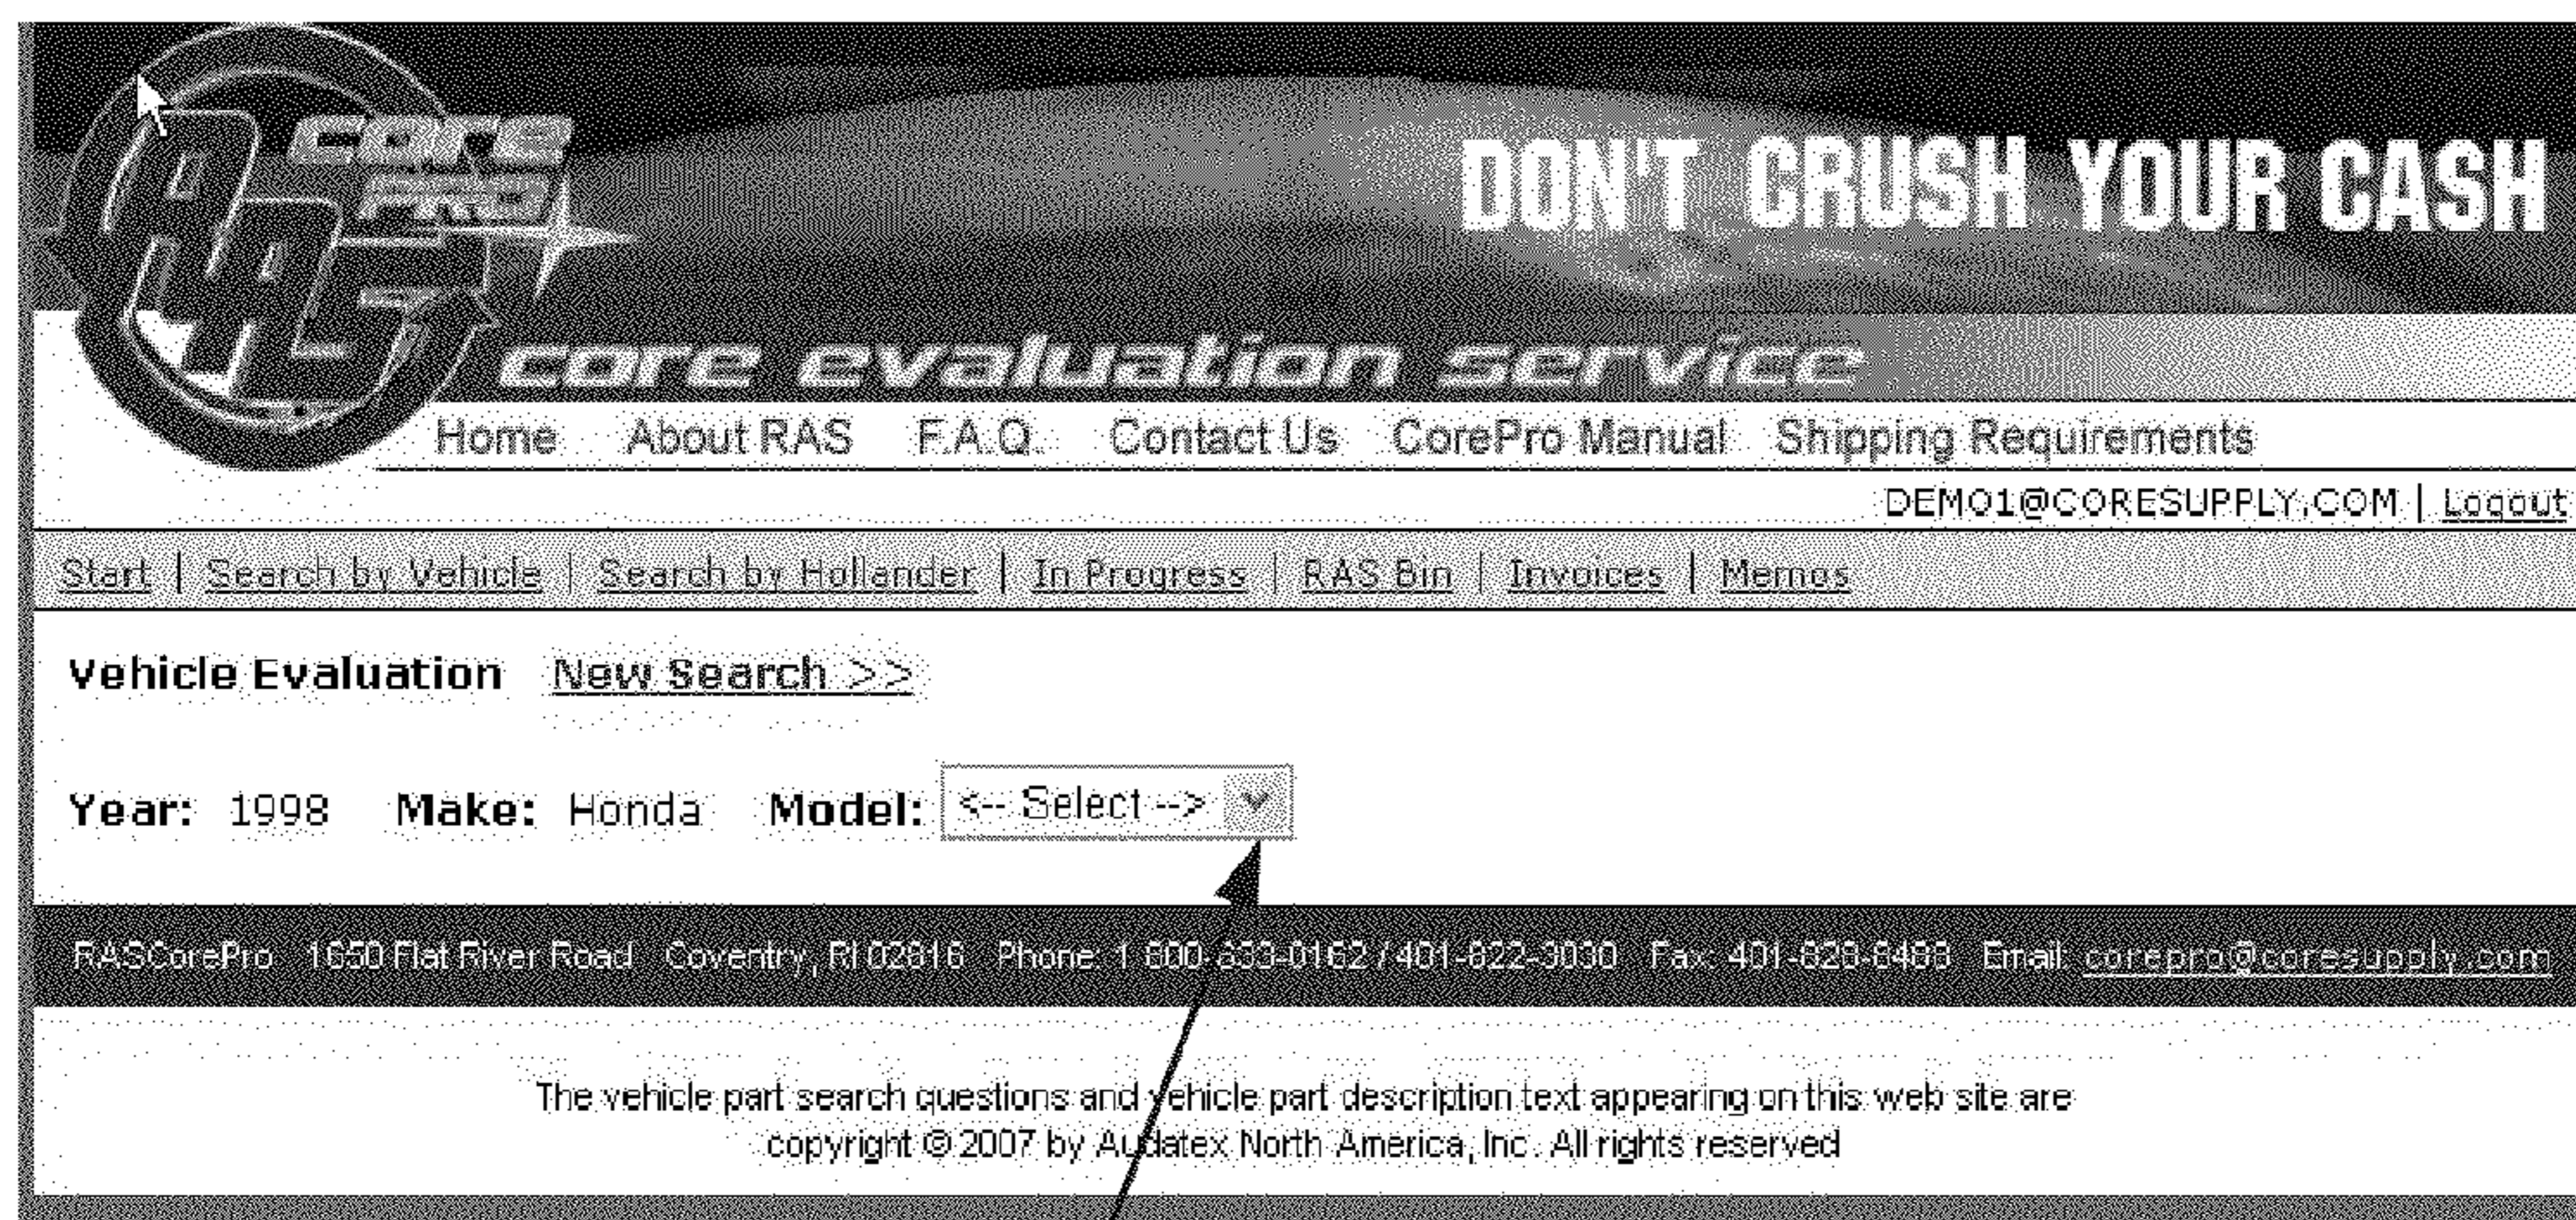 CORE
PRO
RAS
DON'T CRUSH YOUR CASH
core evaluation service
Home About RAS F.A.Q. Contact Us CorePro Manual Shipping Requirements
DEMO1@CORESUPPLY.COM | Logout
Start | Search by Vehicle | Search by Hollander | In Progress | RAS Bin | Invoices | Memos
Vehicle Evaluation New Search >>
Year: 1998 Make: Honda Model: <-- Select -->
RASCorePro 1650 Flat River Road Coventry, RI 02816 Phone: 1 800-333-0162 / 401-822-3030 Fax: 401-828-8488 Email: corepro@coresupply.com
The vehicle part search questions and vehicle part description text appearing on this web site are
copyright © 2007 by Audatex North America, Inc. All rights reserved